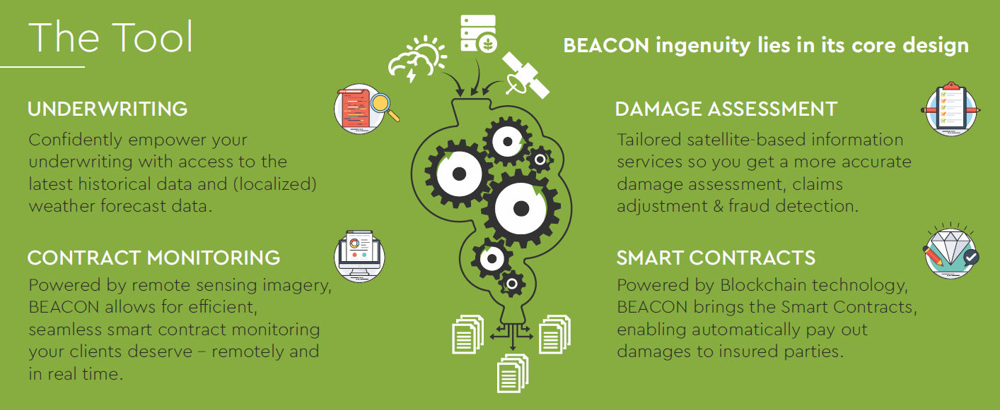 The Tool
BEACON ingenuity lies in its core design
UNDERWRITING
Confidently empower your
underwriting with access to the
latest historical data and (localized)
weather forecast data.
CONTRACT MONITORING
Powered by remote sensing imagery,
BEACON allows for efficient,
seamless smart contract monitoring
your clients deserve – remotely and
in real time.
DAMAGE ASSESSMENT
Tailored satellite-based information
services so you get a more accurate
damage assessment, claims
adjustment & fraud detection.
SMART CONTRACTS
Powered by Blockchain technology,
BEACON brings the Smart Contracts,
enabling automatically pay out
damages to insured parties.